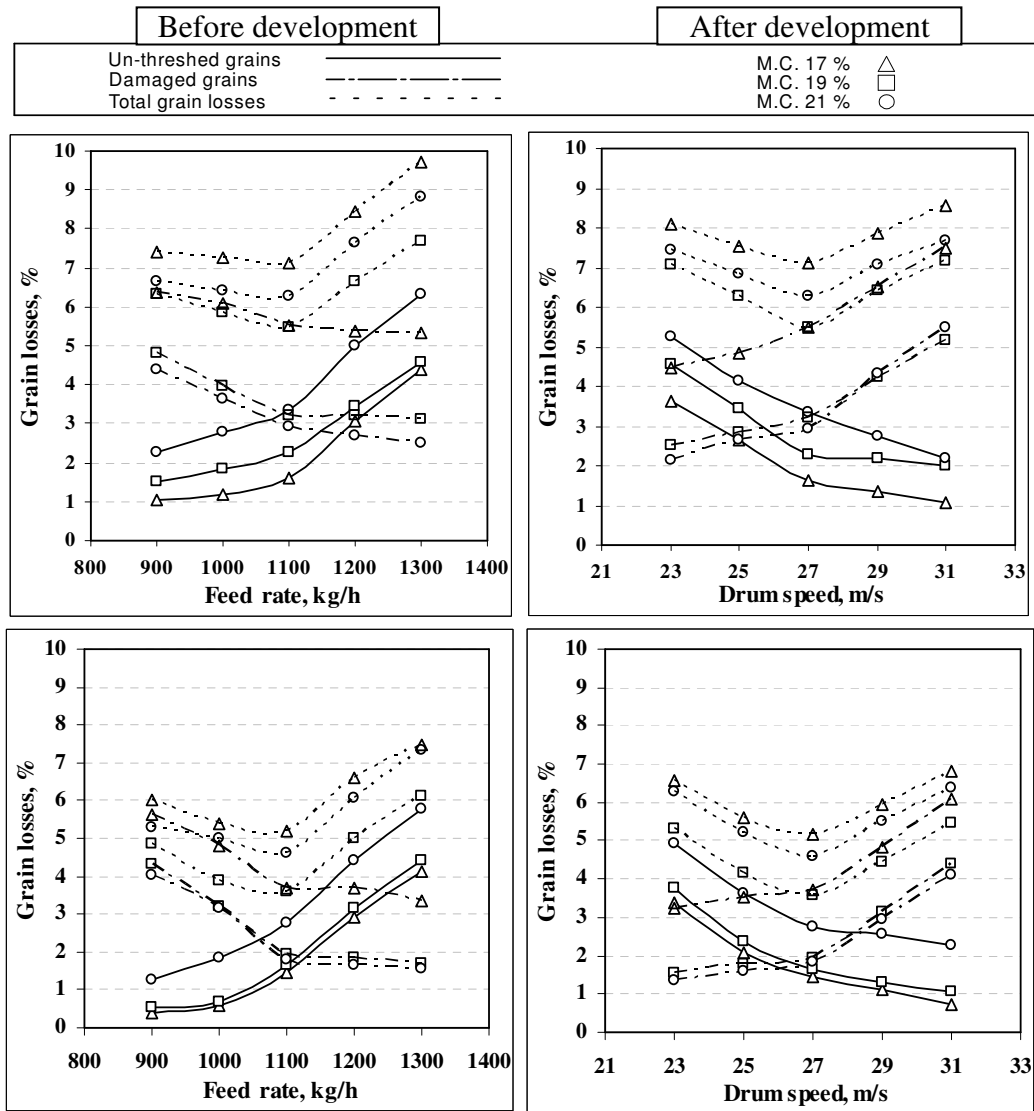 Before development
After development
Un-threshed grains
Damaged grains
Total grain losses
M.C. 17 %
M.C. 19 %
M.C. 21 %
Grain losses, %
10
9
8
7
6
5
4
3
2
1
0
800 900 1000 1100 1200 1300 1400
Feed rate, kg/h
Grain losses, %
10
9
8
7
6
5
4
3
2
1
0
21 23 25 27 29 31 33
Drum speed, m/s
Grain losses, %
10
9
8
7
6
5
4
3
2
1
0
800 900 1000 1100 1200 1300 1400
Feed rate, kg/h
Grain losses, %
10
9
8
7
6
5
4
3
2
1
0
21 23 25 27 29 31 33
Drum speed, m/s